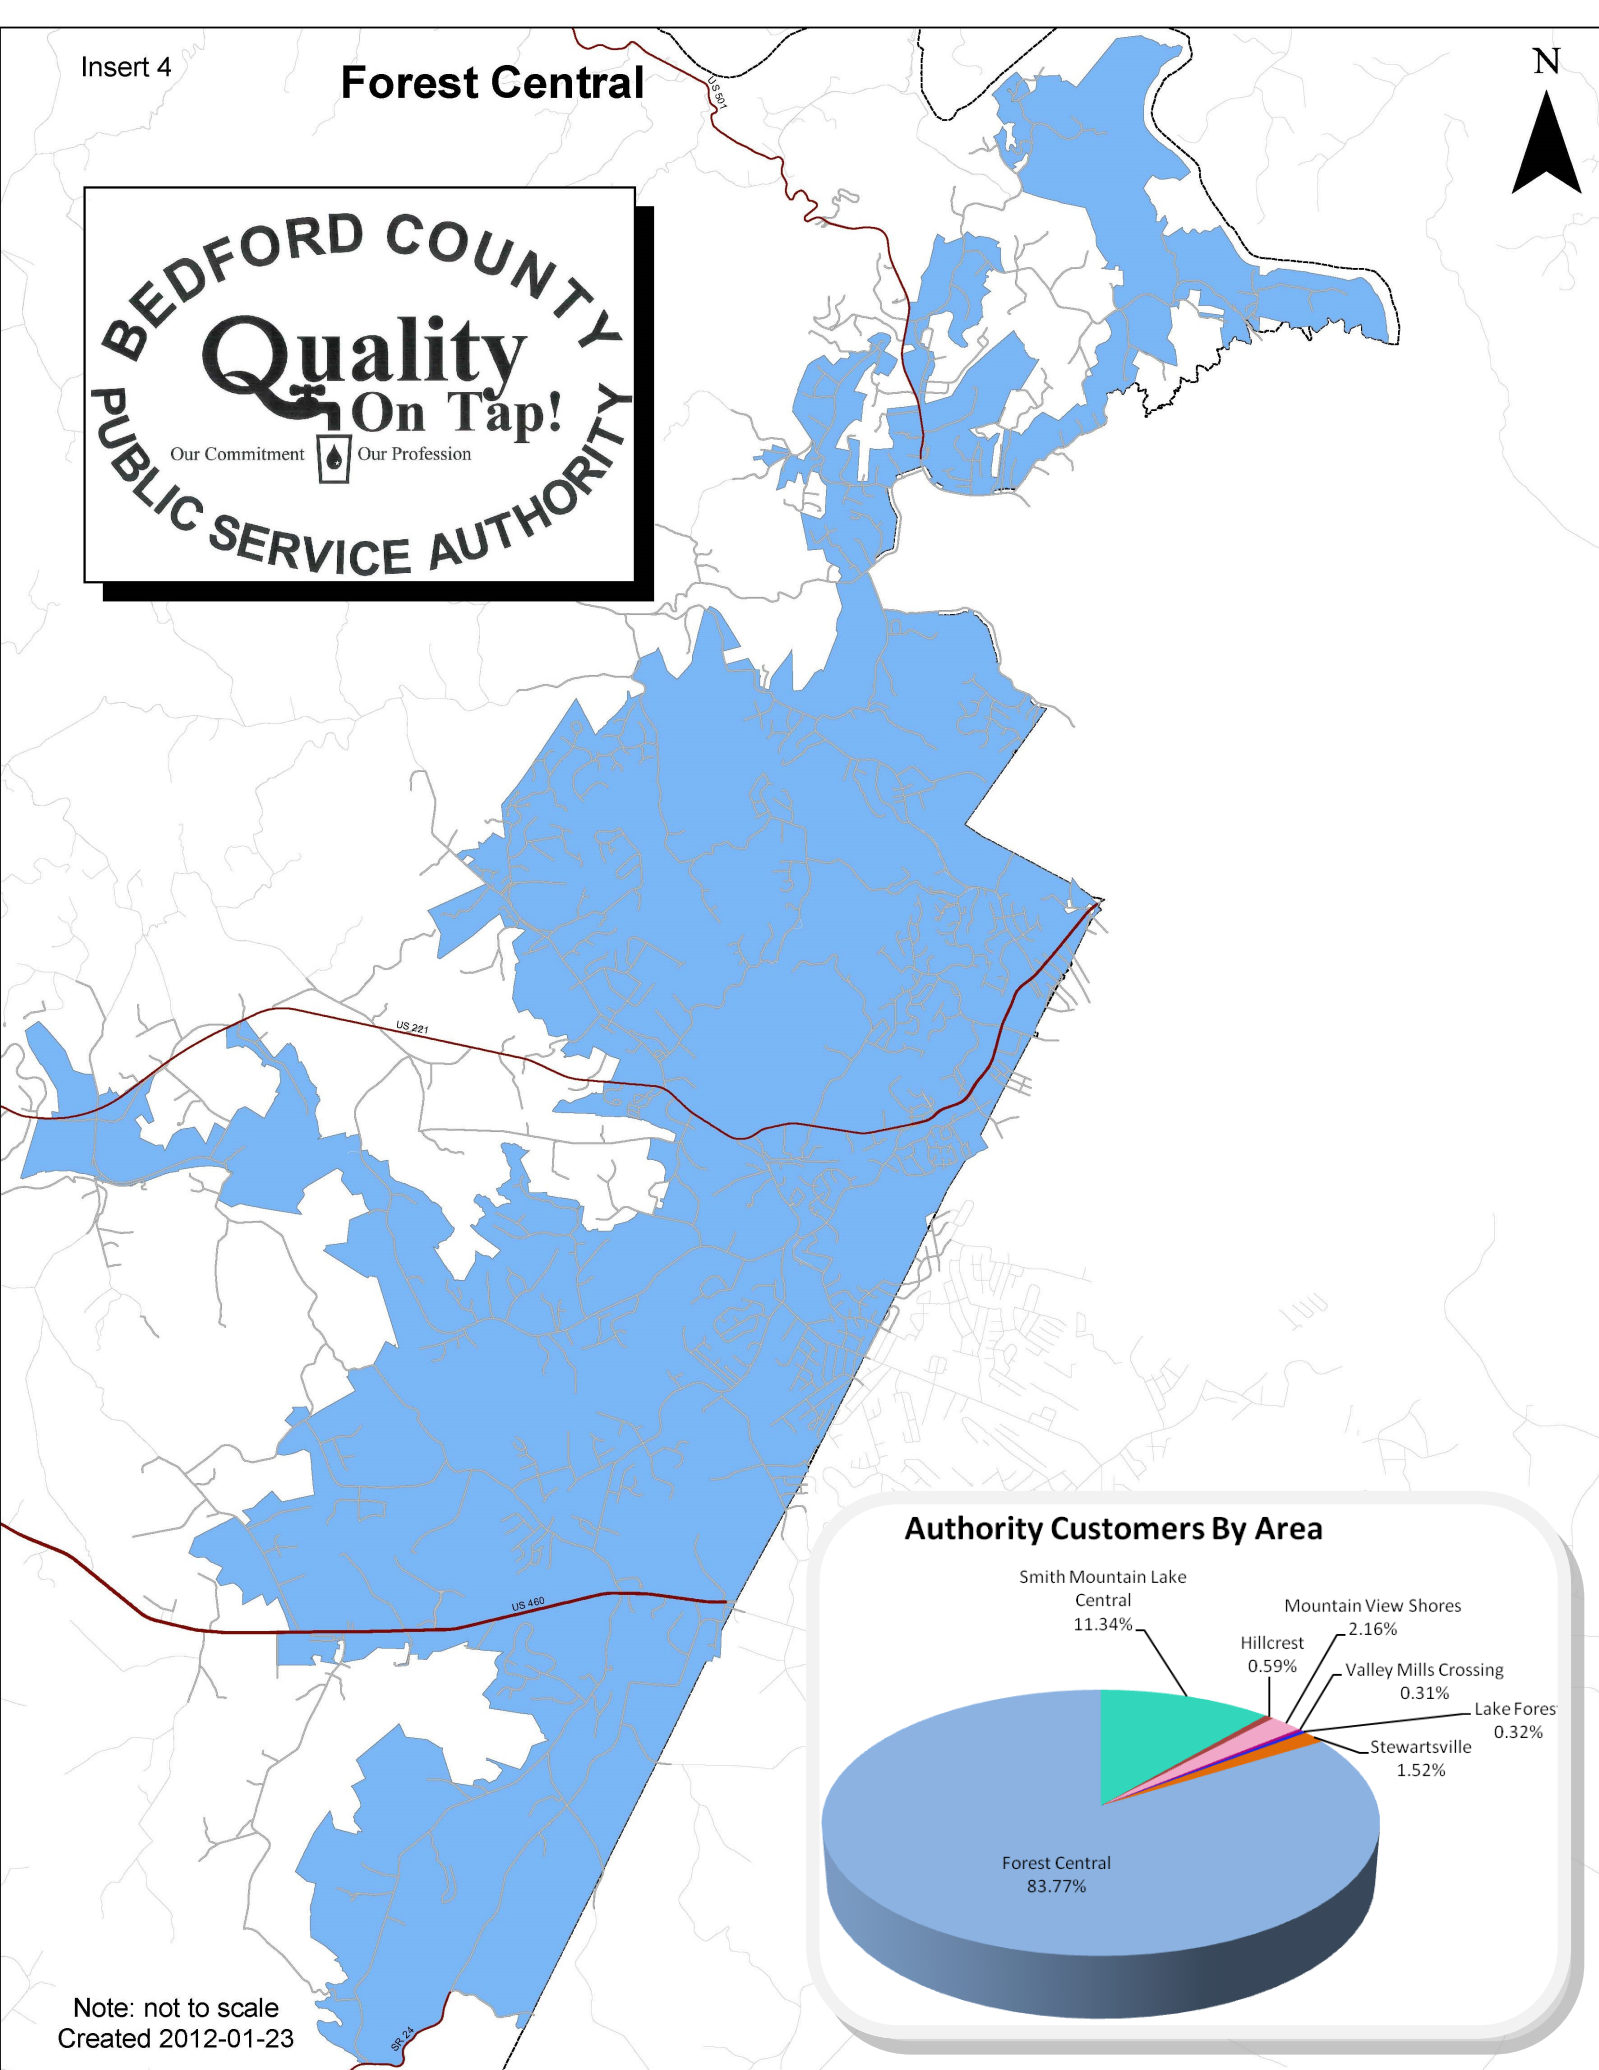 Insert 4
Forest Central
N
US 501
BEDFORD COUNTY
Quality
On Tap!
Our Commitment
Our Profession
PUBLIC SERVICE AUTHORITY
US 221
US 460
SR 24
Authority Customers By Area
Smith Mountain Lake
Central
11.34%
Mountain View Shores
2.16%
Hillcrest
0.59%
Valley Mills Crossing
0.31%
Lake Fores
0.32%
Stewartsville
1.52%
Forest Central
83.77%
Note: not to scale
Created 2012-01-23